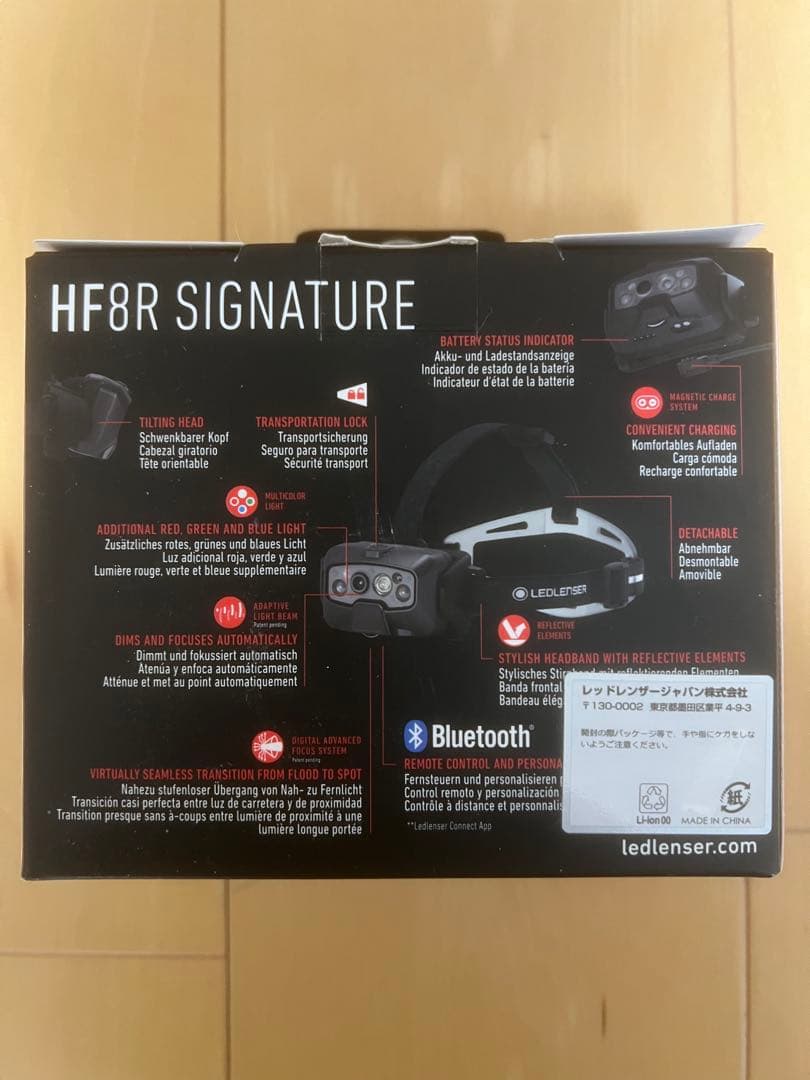 HF8R SIGNATURE
BATTERY STATUS INDICATOR
Akku- und Ladestandsanzeige
Indicador de estado de la batería
Indicateur d'état de la batterie
MAGNETIC CHARGE
SYSTEM
CONVENIENT CHARGING
Komfortables Aufladen
Carga cómoda
Recharge confortable
TILTING HEAD
Schwenkbarer Kopf
Cabezal giratorio
Tête orientable
TRANSPORTATION LOCK
Transportsicherung
Seguro para transporte
Sécurité transport
MULTICOLOR
LIGHT
ADDITIONAL RED, GREEN AND BLUE LIGHT
Zusätzliches rotes, grünes und blaues Licht
Luz adicional roja, verde y azul
Lumière rouge, verte et bleue supplémentaire
DETACHABLE
Abnehmbar
Desmontable
Amovible
LEDLENSER
ADAPTIVE
LIGHT BEAM
Patent pending
DIMS AND FOCUSES AUTOMATICALLY
Dimmt und fokussiert automatisch
Atenúa y enfoca automáticamente
Atténue et met au point automatiquement
REFLECTIVE
ELEMENTS
STYLISH HEADBAND WITH REFLECTIVE ELEMENTS
Stylisches mit reflektierenden Elementen
Banda frontal
Bandeau
DIGITAL ADVANCED
FOCUS SYSTEM
Patent pending
VIRTUALLY SEAMLESS TRANSITION FROM FLOOD TO SPOT
Nahezu stufenloser Übergang von Nah- zu Fernlicht
Transición casi perfecta entre luz de carretera y de proximidad
Transition presque sans à-coups entre lumière de proximité à une
lumière longue portée
Bluetooth®
REMOTE CONTROL AND PERSONA
Fernsteuern und personalisieren
Control remoto y personalización
Contrôle à distance et personnalis
**Ledlenser Connect App
レッドレンザージャパン株式会社
〒130-0002 東京都墨田区業平 4-9-3
開封の際パッケージ等で、手や指にケガをしな
いようご注意ください。
Li-ion 00
紙
MADE IN CHINA
ledlenser.com